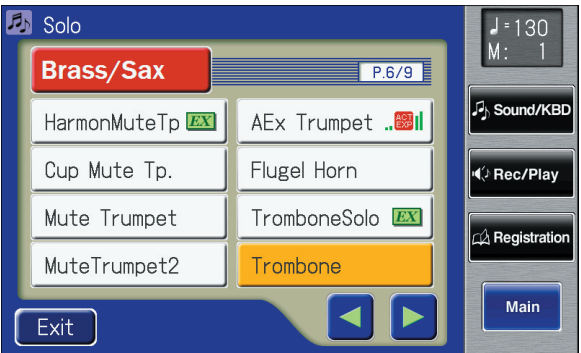 Solo
Brass/Sax
P.6/9
HarmonMuteTp EX
AEx Trumpet ACT EXP
Cup Mute Tp.
Flugel Horn
Mute Trumpet
TromboneSolo EX
MuteTrumpet2
Trombone
Exit
♩=130
M: 1
Sound/KBD
Rec/Play
Registration
Main